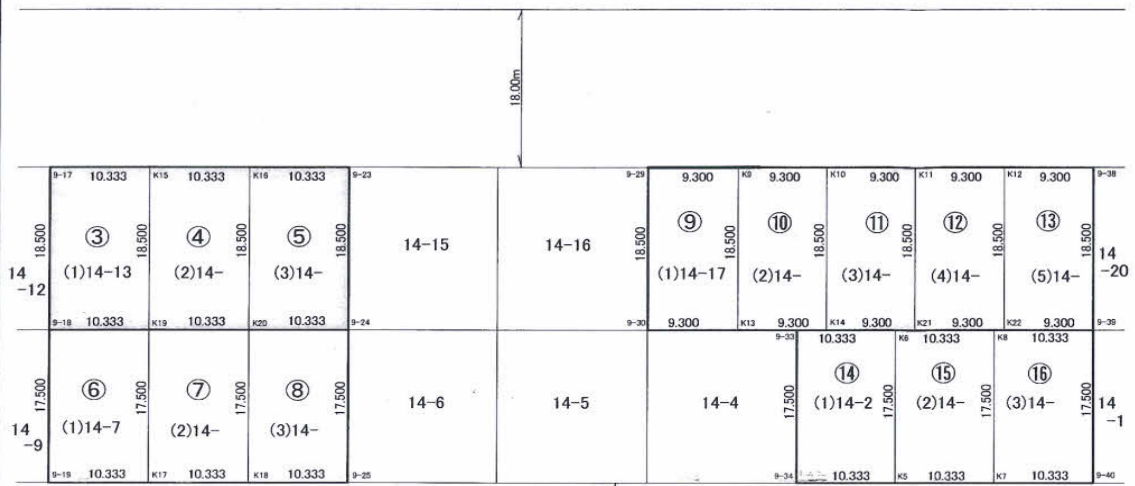 18.00m
9-17 10.333 K15 10.333 K16 10.333 9-23
9-29 9.300 K9 9.300 K10 9.300 K11 9.300 K12 9.300 9-38
③ ④ ⑤
⑨ ⑩ ⑪ ⑫ ⑬
18.500 18.500 18.500 18.500
14-15 14-16
18.500 18.500 18.500 18.500 18.500 18.500
14
-12
(1)14-13 (2)14- (3)14-
(1)14-17 (2)14- (3)14- (4)14- (5)14-
14
-20
9-18 10.333 K19 10.333 K20 10.333 9-24
9-30 9.300 K13 9.300 K14 9.300 K21 9.300 K22 9.300 9-39
9-33 10.333 K6 10.333 K8 10.333
⑥ ⑦ ⑧
⑭ ⑮ ⑯
17.500 17.500 17.500 17.500
14-6 14-5 14-4
17.500 17.500 17.500 17.500
14
-9
(1)14-7 (2)14- (3)14-
(1)14-2 (2)14- (3)14-
14
-1
9-19 10.333 K17 10.333 K18 10.333 9-25
9-34 10.333 K5 10.333 K7 10.333 9-40